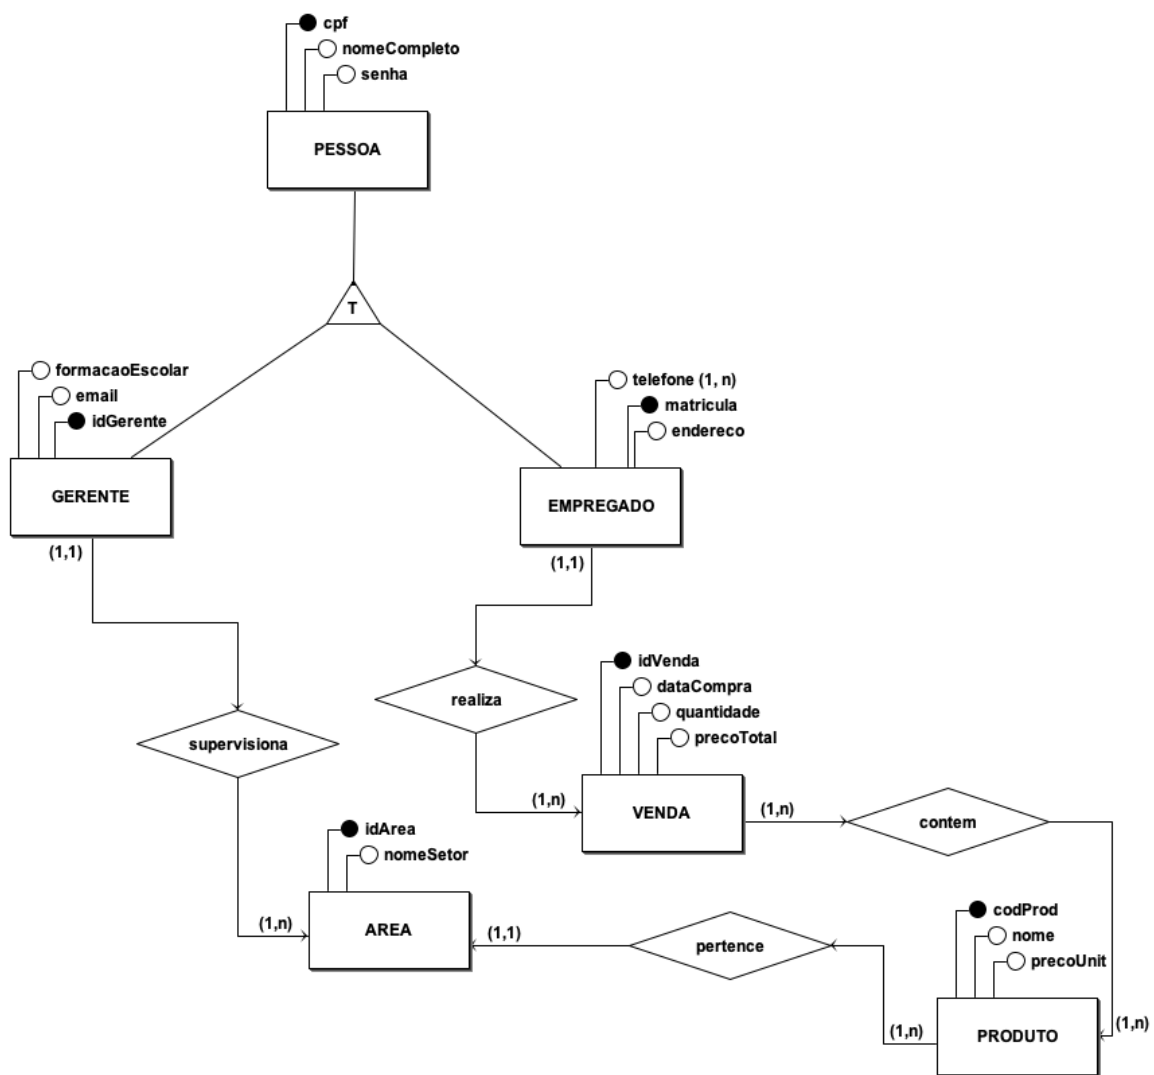 cpf
nomeCompleto
senha
PESSOA
T
formacaoEscolar
email
idGerente
GERENTE
(1,1)
telefone (1, n)
matricula
endereco
EMPREGADO
(1,1)
supervisiona
realiza
idVenda
dataCompra
quantidade
precoTotal
(1,n)
VENDA
(1,n)
contem
idArea
nomeSetor
(1,n)
AREA
(1,1)
pertence
codProd
nome
precoUnit
(1,n)
PRODUTO
(1,n)